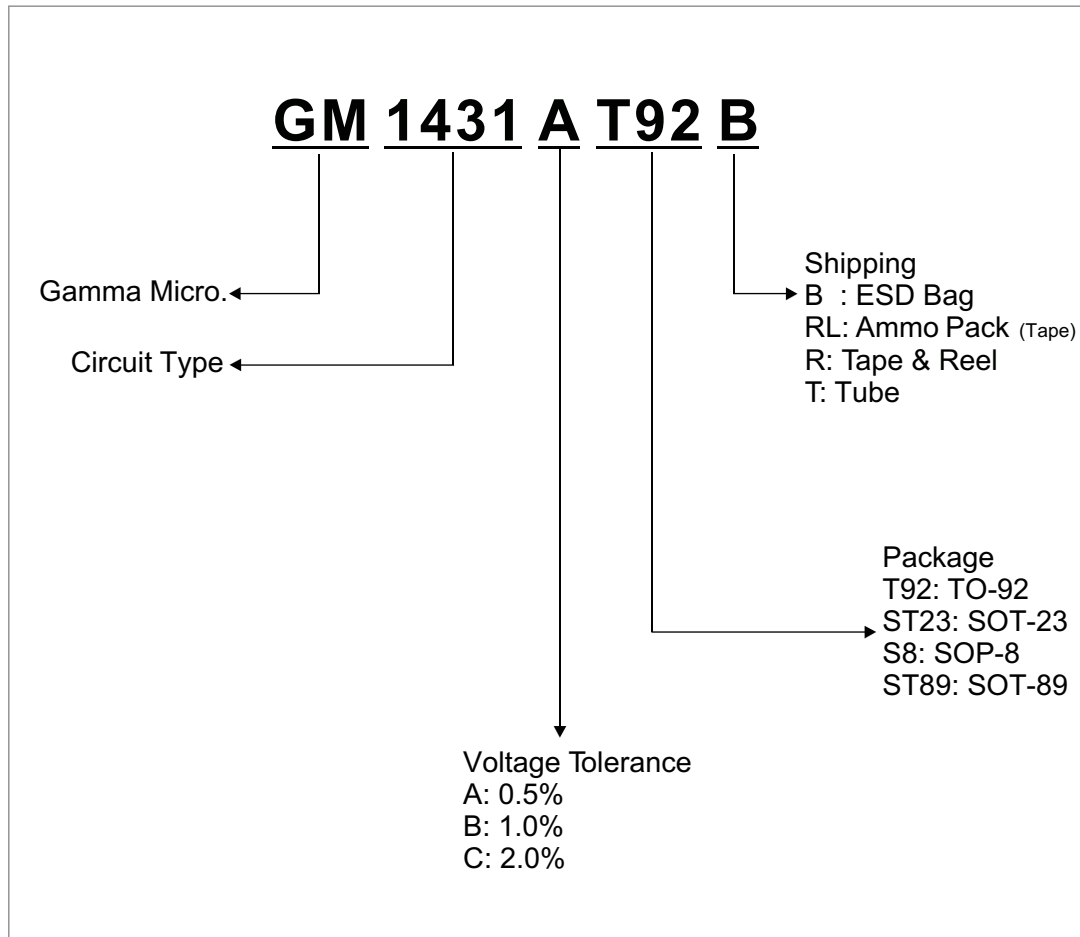 GM 1431 A T92 B
Gamma Micro.
Circuit Type
Shipping
B : ESD Bag
RL: Ammo Pack (Tape)
R: Tape & Reel
T: Tube
Package
T92: TO-92
ST23: SOT-23
S8: SOP-8
ST89: SOT-89
Voltage Tolerance
A: 0.5%
B: 1.0%
C: 2.0%